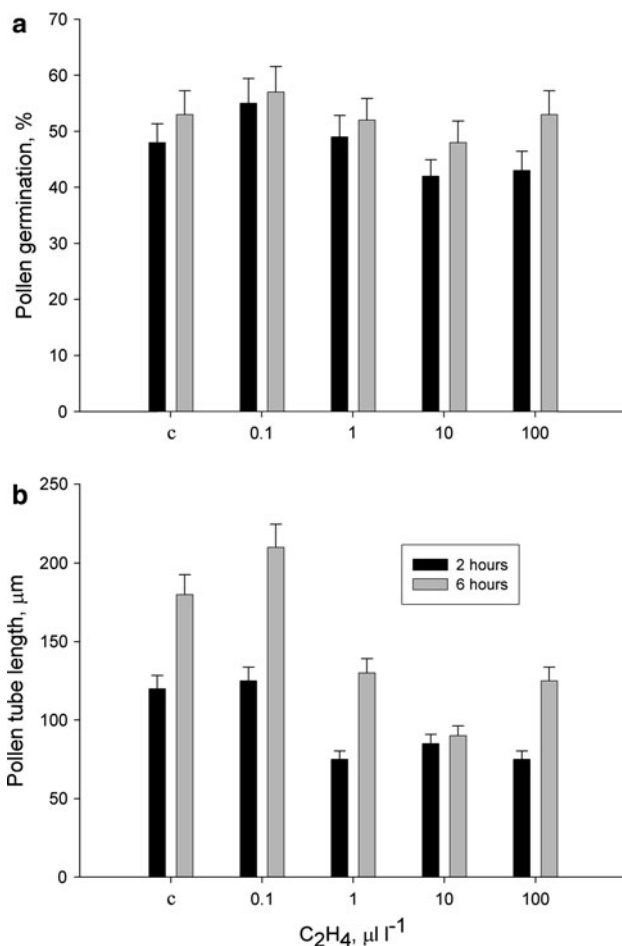 a
Pollen germination, %
70
60
50
40
30
20
10
0
c 0.1 1 10 100
b
Pollen tube length, µm
250
200
150
100
50
0
2 hours
6 hours
c 0.1 1 10 100
C₂H₄, µl l⁻¹